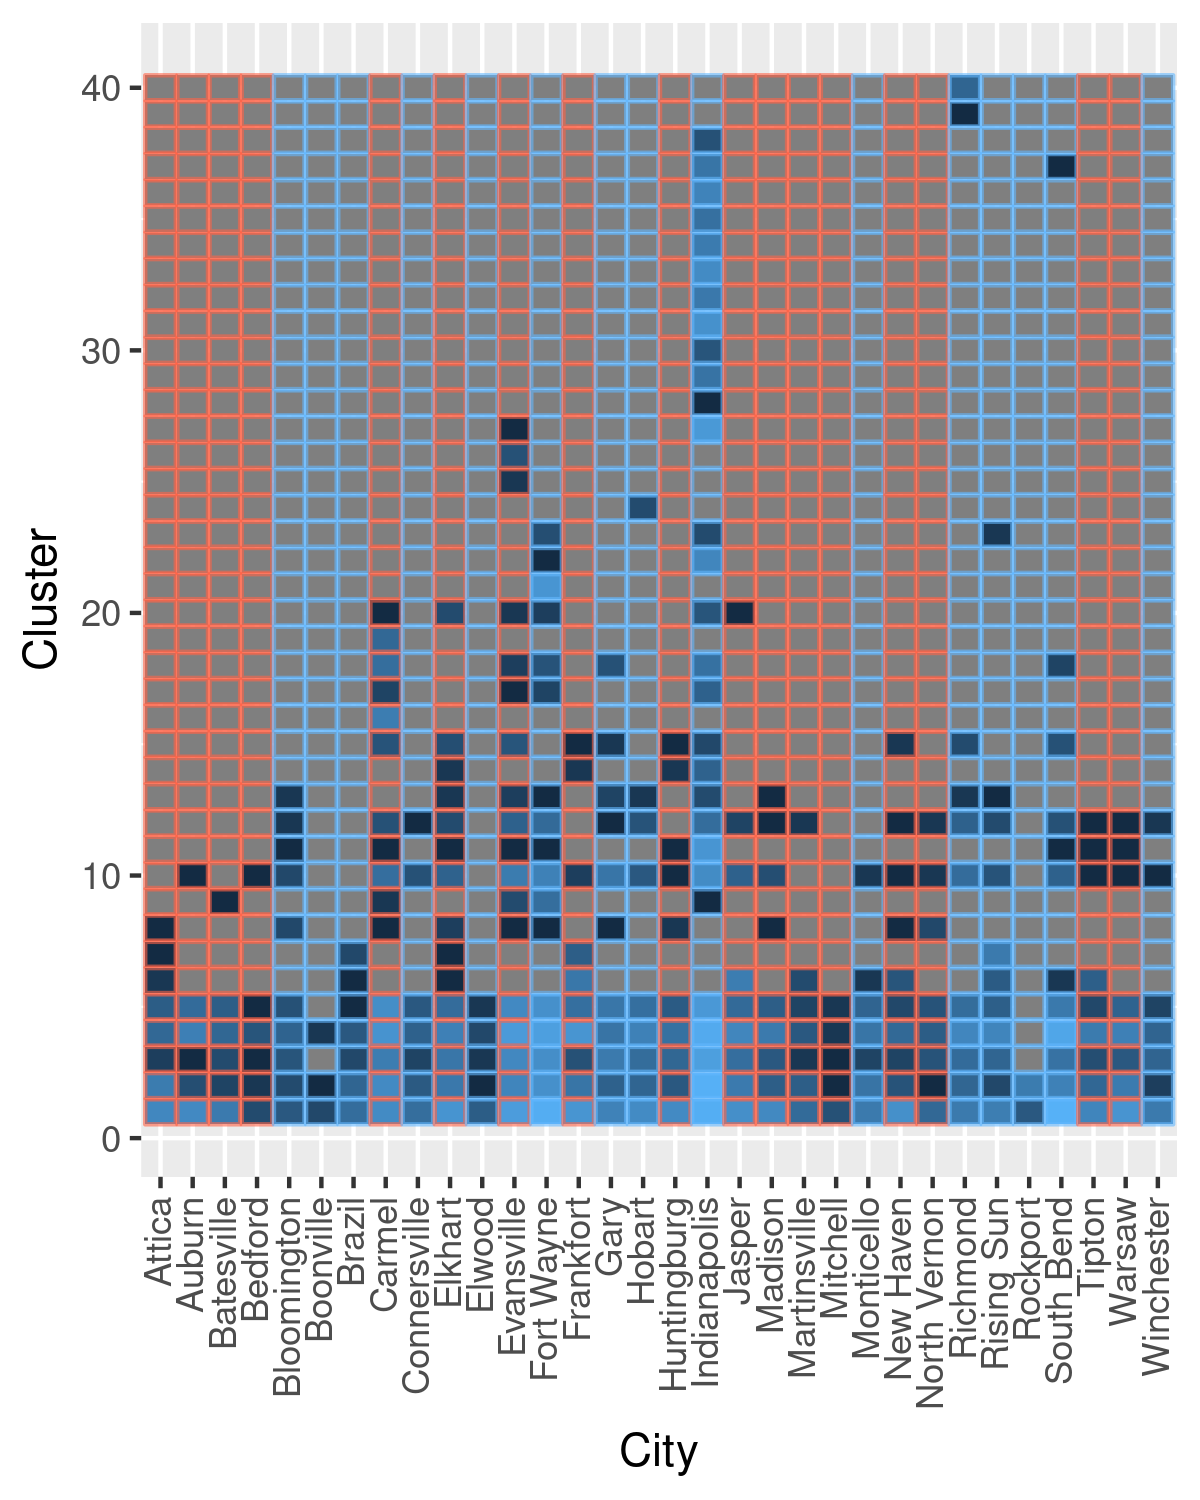 40
30
20
10
0
Cluster
Attica
Auburn
Batesville
Bedford
Bloomington
Boonville
Brazil
Carmel
Connersville
Elkhart
Elwood
Evansville
Fort Wayne
Frankfort
Gary
Hobart
Huntingburg
Indianapolis
Jasper
Madison
Martinsville
Mitchell
Monticello
New Haven
North Vernon
Richmond
Rising Sun
Rockport
South Bend
Tipton
Warsaw
Winchester
City